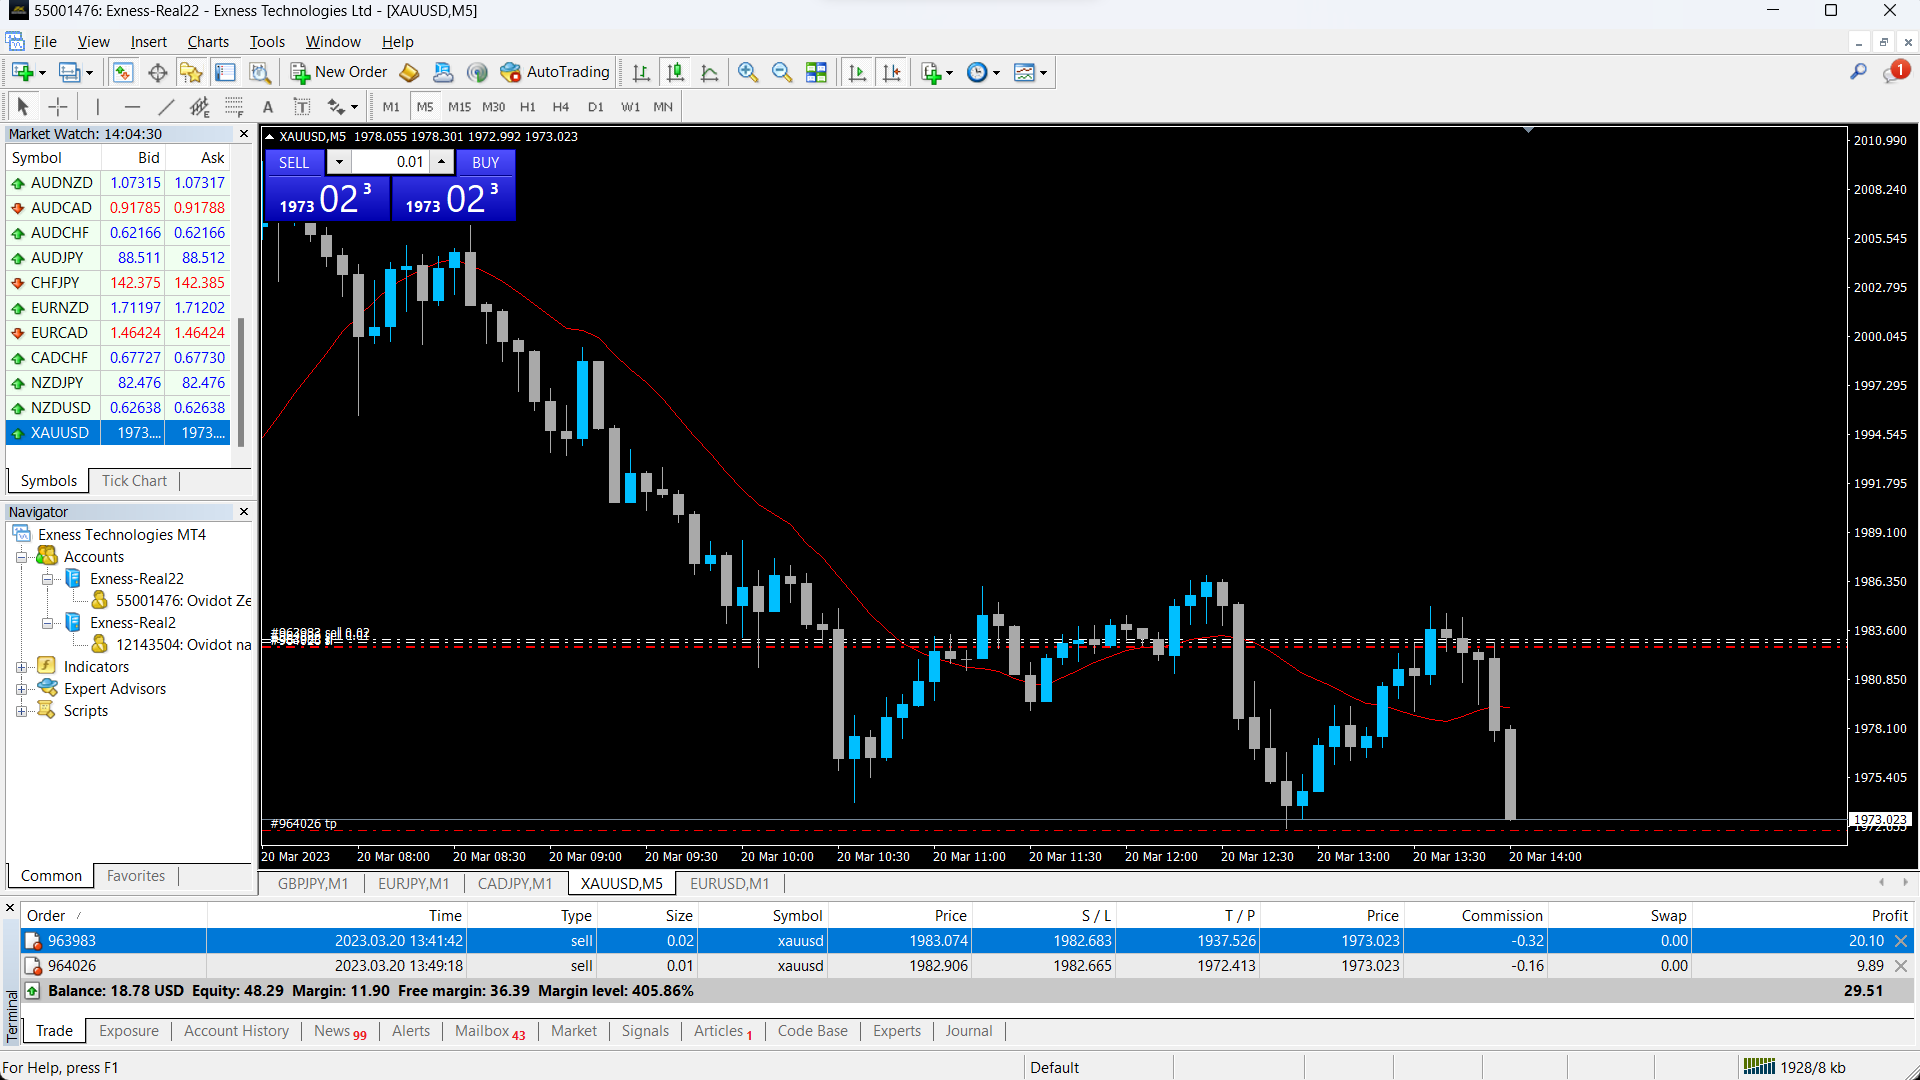 55001476: Exness-Real22 - Exness Technologies Ltd - [XAUUSD,M5]
File View Insert Charts Tools Window Help
New Order AutoTrading 1
A T M1 M5 M15 M30 H1 H4 D1 W1 MN
Market Watch: 14:04:30
Symbol Bid Ask
AUDNZD 1.07315 1.07317
AUDCAD 0.91785 0.91788
AUDCHF 0.62166 0.62166
AUDJPY 88.511 88.512
CHFJPY 142.375 142.385
EURNZD 1.71197 1.71202
EURCAD 1.46424 1.46424
CADCHF 0.67727 0.67730
NZDJPY 82.476 82.476
NZDUSD 0.62638 0.62638
XAUUSD 1973.... 1973....
Symbols Tick Chart
Navigator
Exness Technologies MT4
Accounts
Exness-Real22
55001476: Ovidot Ze
Exness-Real2
12143504: Ovidot na
Indicators
Expert Advisors
Scripts
Common Favorites
XAUUSD,M5 1978.055 1978.301 1972.992 1973.023
SELL 0.01 BUY
1973 02 3 1973 02 3
2010.990
2008.240
2005.545
2002.795
2000.045
1997.295
1994.545
1991.795
1989.100
1986.350
1983.600
1980.850
1978.100
1975.405
1973.023
#963983 sell 0.02
#964026 tp
20 Mar 2023 20 Mar 08:00 20 Mar 08:30 20 Mar 09:00 20 Mar 09:30 20 Mar 10:00 20 Mar 10:30 20 Mar 11:00 20 Mar 11:30 20 Mar 12:00 20 Mar 12:30 20 Mar 13:00 20 Mar 13:30 20 Mar 14:00
GBPJPY,M1 EURJPY,M1 CADJPY,M1 XAUUSD,M5 EURUSD,M1
Terminal
Order Time Type Size Symbol Price S / L T / P Price Commission Swap Profit
963983 2023.03.20 13:41:42 sell 0.02 xauusd 1983.074 1982.683 1937.526 1973.023 -0.32 0.00 20.10
964026 2023.03.20 13:49:18 sell 0.01 xauusd 1982.906 1982.665 1972.413 1973.023 -0.16 0.00 9.89
Balance: 18.78 USD Equity: 48.29 Margin: 11.90 Free margin: 36.39 Margin level: 405.86% 29.51
Trade Exposure Account History News 99 Alerts Mailbox 43 Market Signals Articles 1 Code Base Experts Journal
For Help, press F1 Default 1928/8 kb